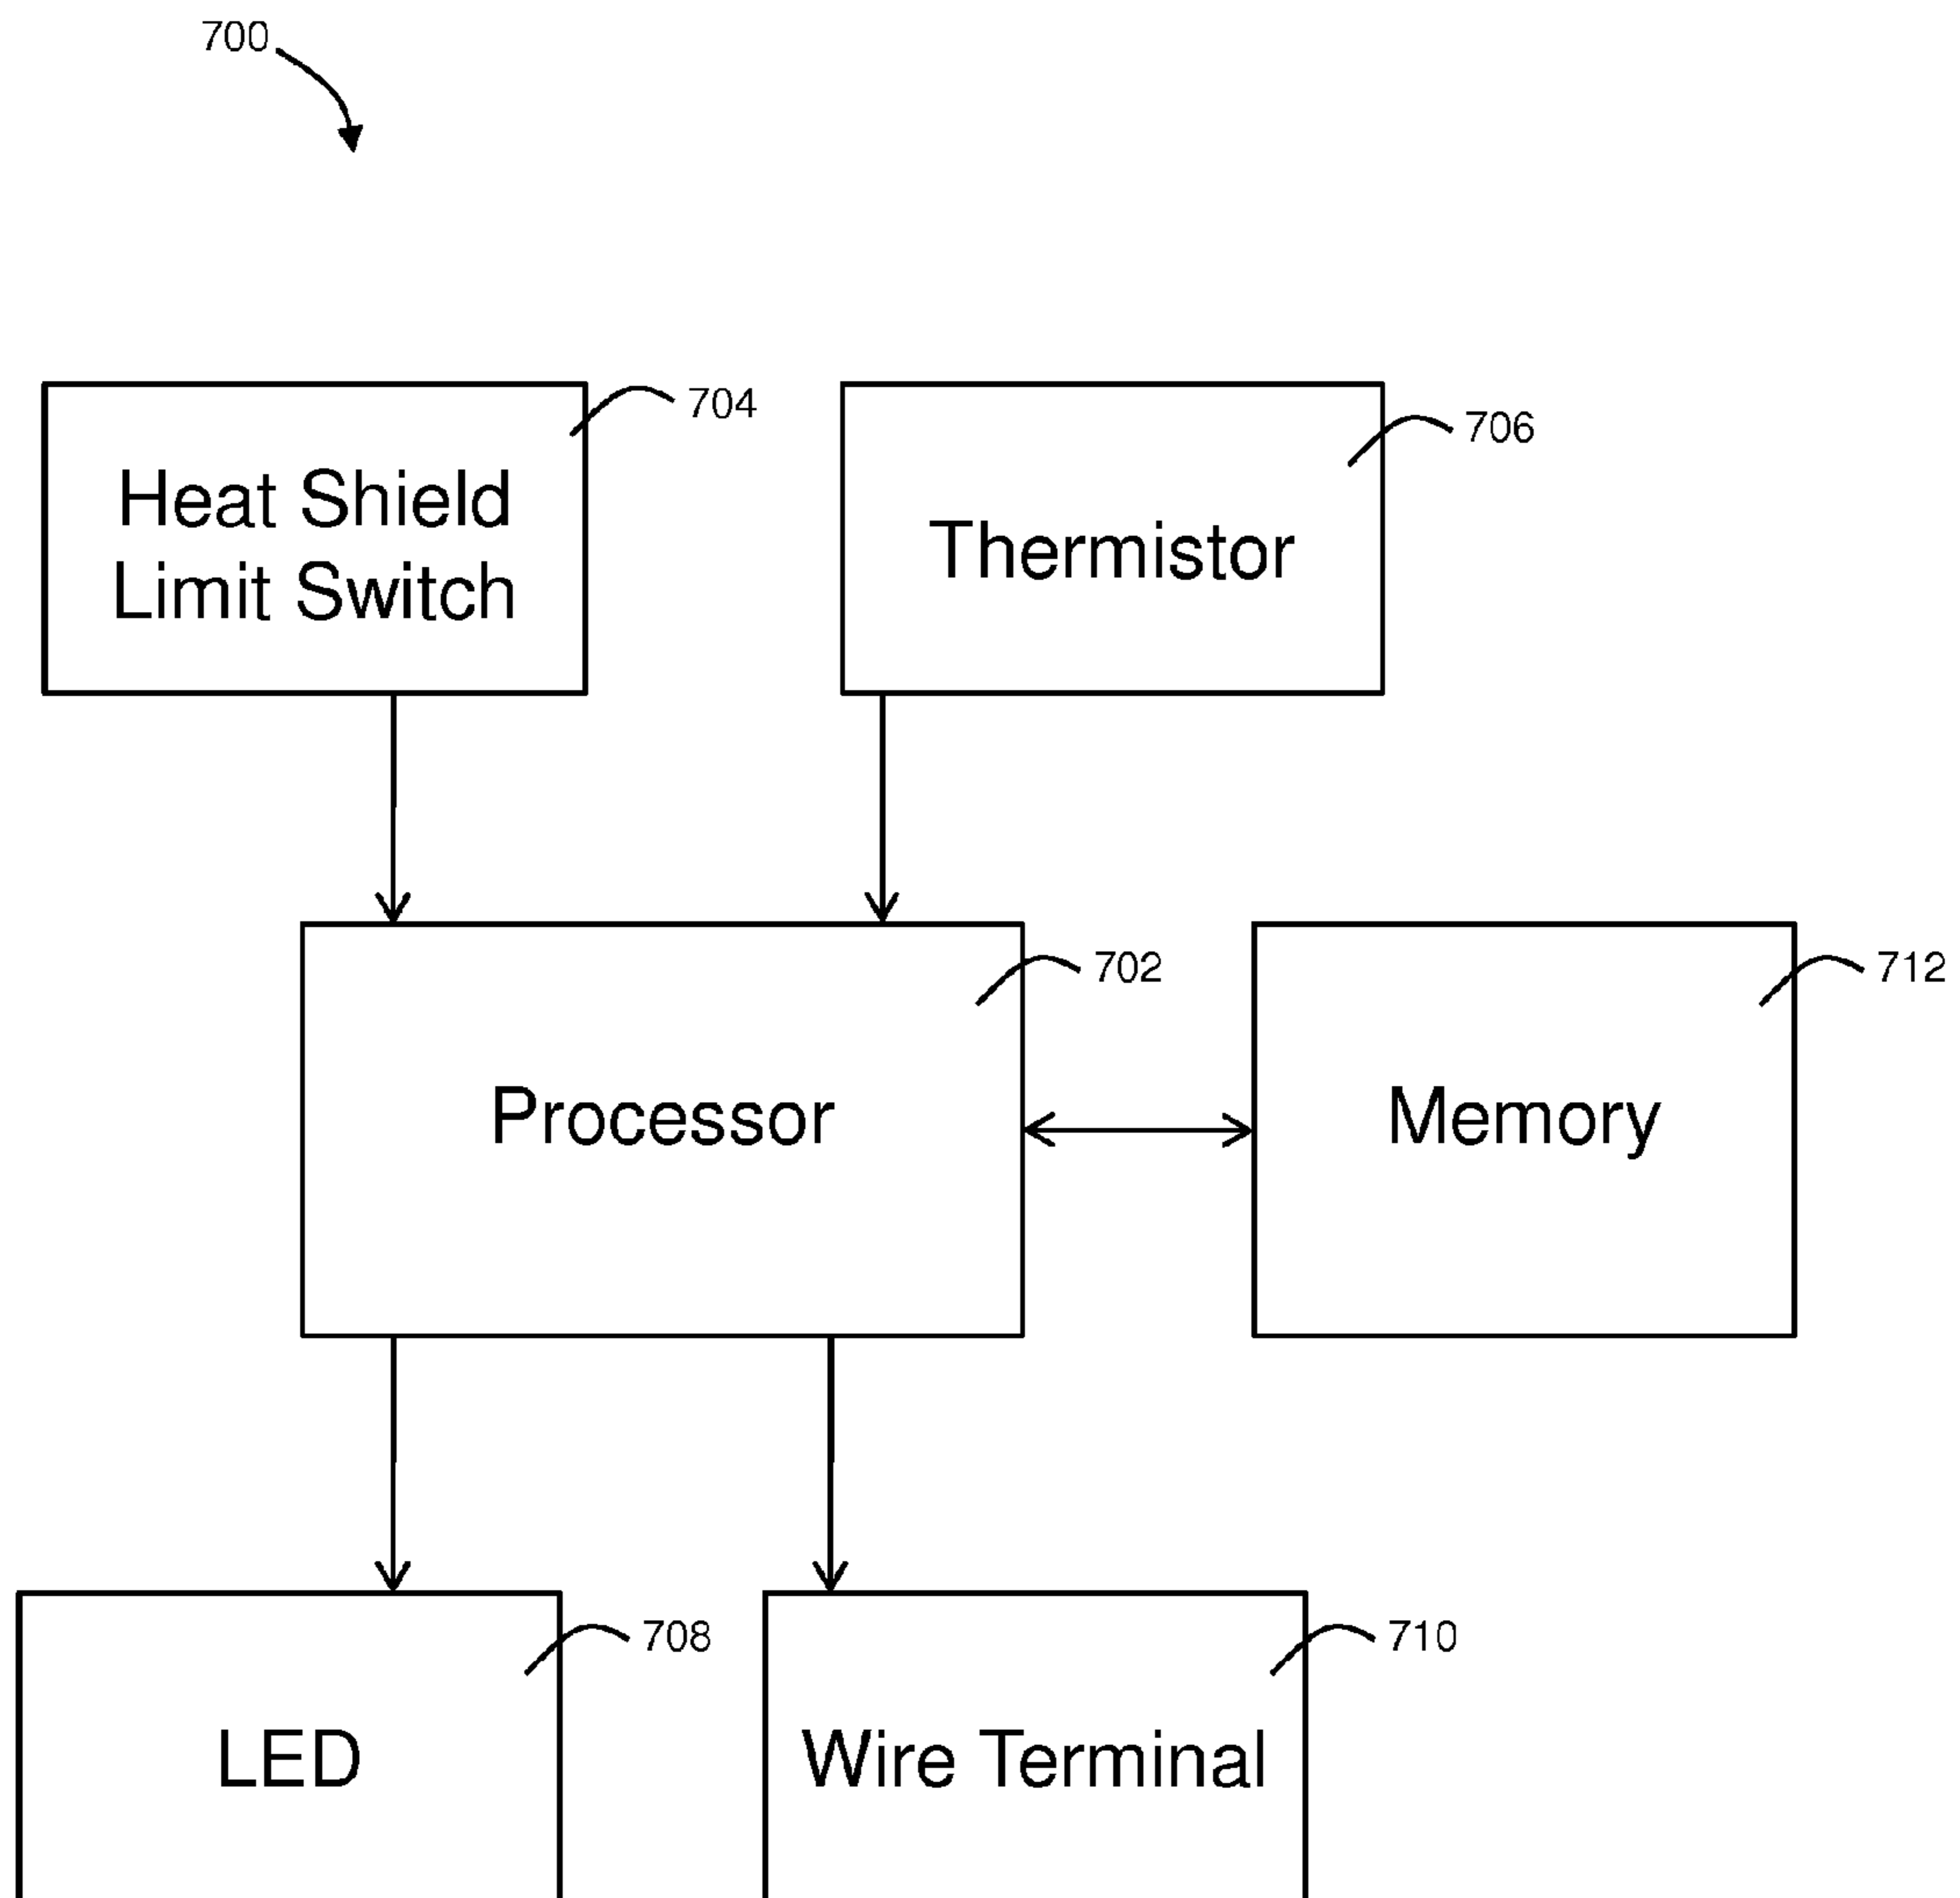 700
704
706
Heat Shield
Limit Switch
Thermistor
702
712
Processor
Memory
708
710
LED
Wire Terminal